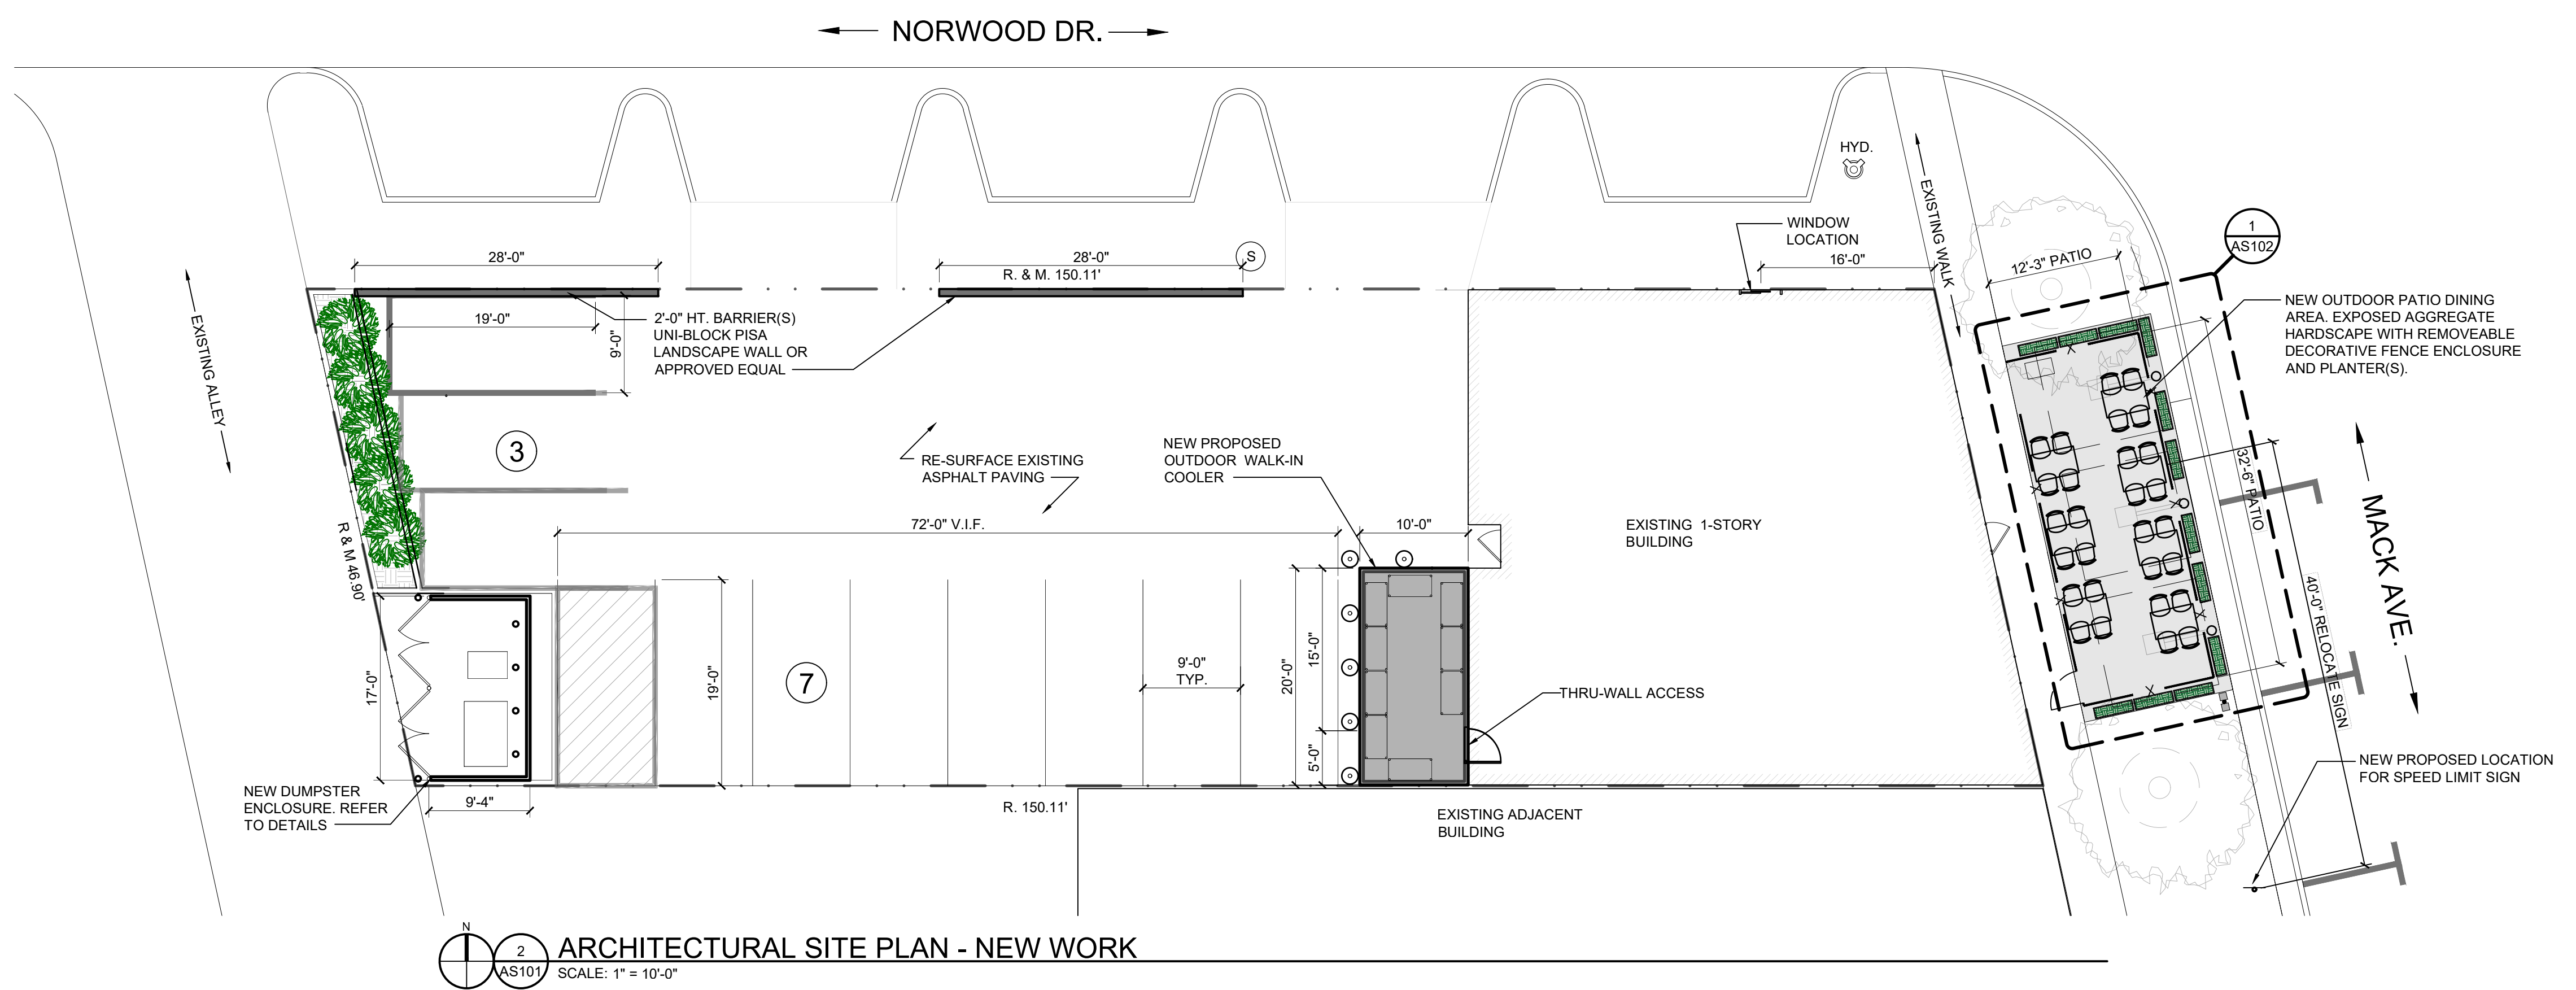 NORWOOD DR.
HYD.
EXISTING WALK
WINDOW
LOCATION
16'-0"
12'-3" PATIO
1
AS102
28'-0"
28'-0"
S
R. & M. 150.11'
EXISTING ALLEY
19'-0"
9'-0"
2'-0" HT. BARRIER(S)
UNI-BLOCK PISA
LANDSCAPE WALL OR
APPROVED EQUAL
NEW OUTDOOR PATIO DINING
AREA. EXPOSED AGGREGATE
HARDSCAPE WITH REMOVEABLE
DECORATIVE FENCE ENCLOSURE
AND PLANTER(S).
3
RE-SURFACE EXISTING
ASPHALT PAVING
NEW PROPOSED
OUTDOOR WALK-IN
COOLER
32'-6" PATIO
MACK AVE.
R & M 46.90'
72'-0" V.I.F.
10'-0"
EXISTING 1-STORY
BUILDING
40'-0" RELOCATE SIGN
17'-0"
19'-0"
7
9'-0"
TYP.
20'-0"
15'-0"
5'-0"
THRU-WALL ACCESS
NEW PROPOSED LOCATION
FOR SPEED LIMIT SIGN
NEW DUMPSTER
ENCLOSURE. REFER
TO DETAILS
9'-4"
R. 150.11'
EXISTING ADJACENT
BUILDING
N
2
AS101
ARCHITECTURAL SITE PLAN - NEW WORK
SCALE: 1" = 10'-0"